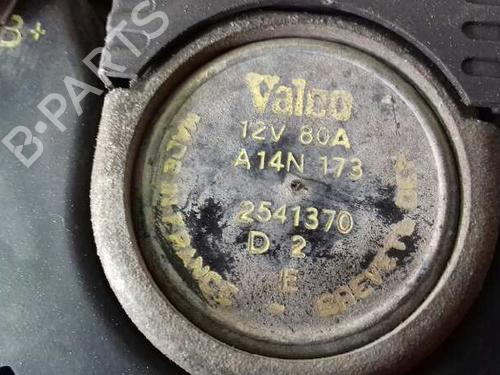 B+
Valeo
12V 80A
A14N 173
2541370
D 2
E
MADE IN FRANCE
BREVETE
B-PARTS